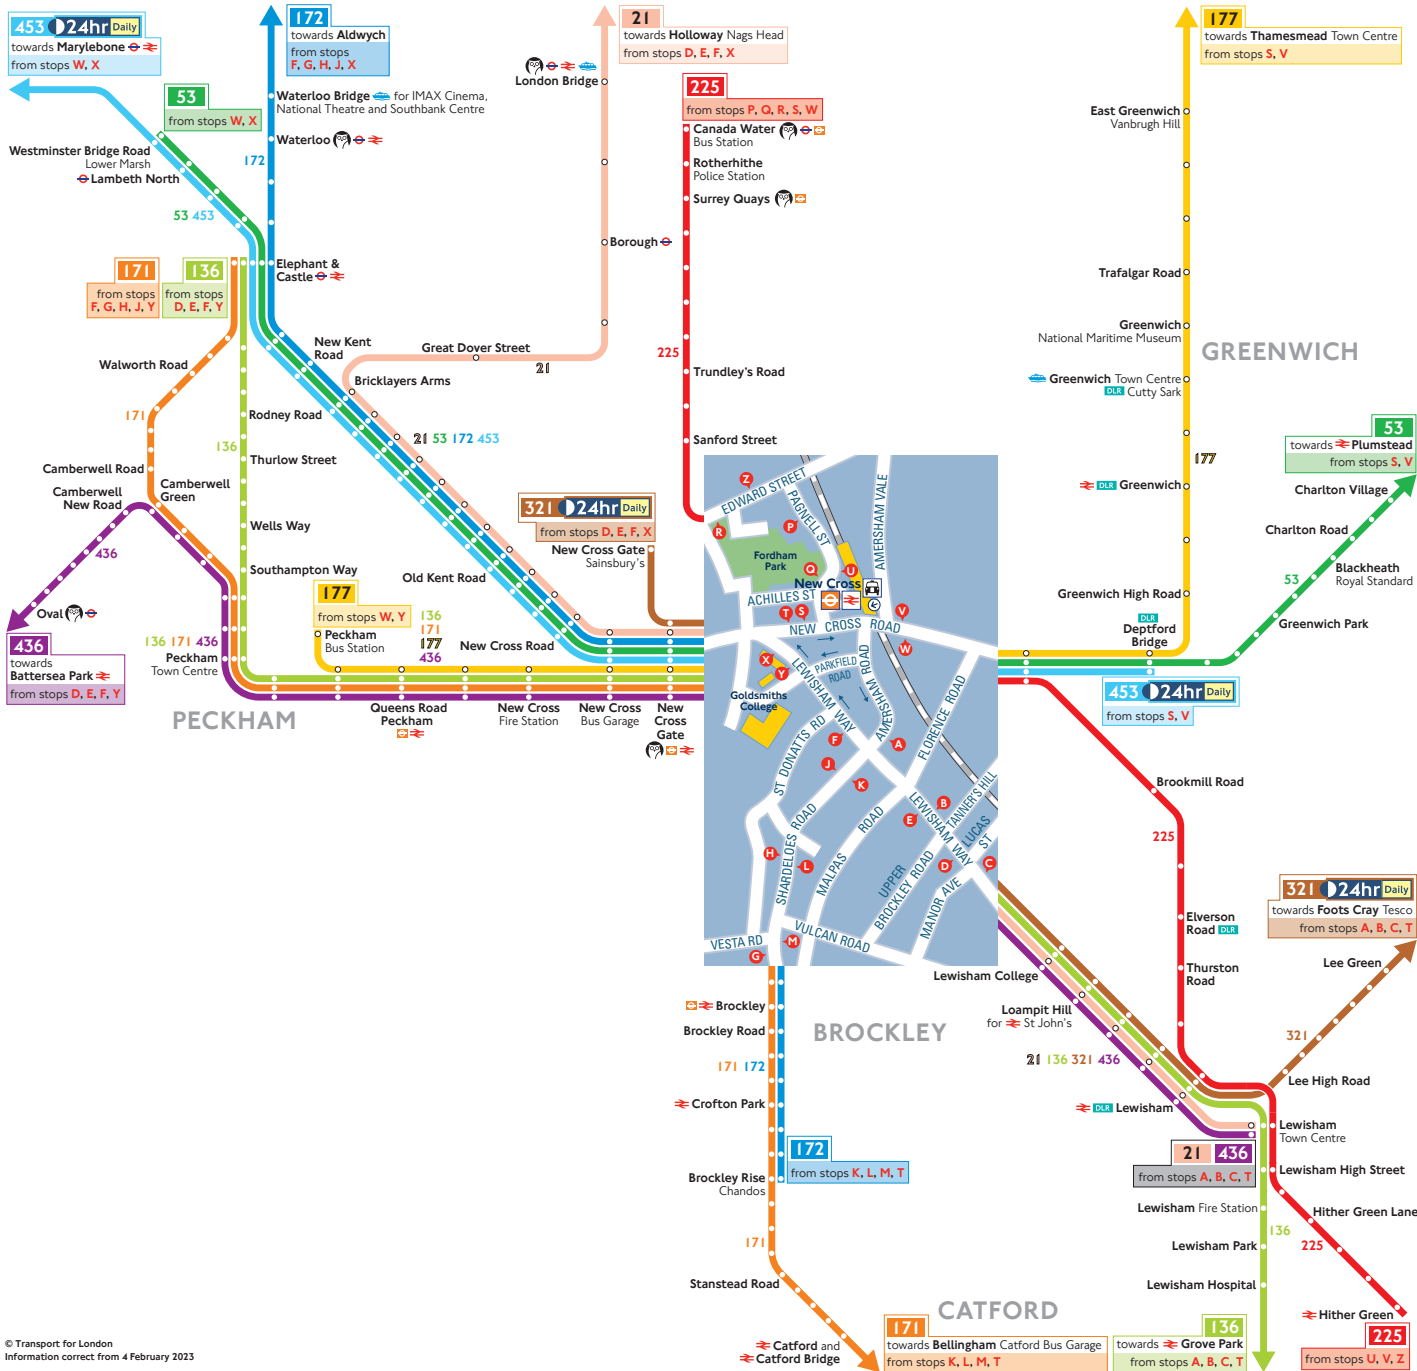 453 24hr Daily
towards Marylebone
from stops W, X
172
towards Aldwych
from stops
F, G, H, J, X
21
towards Holloway Nags Head
from stops D, E, F, X
177
towards Thamesmead Town Centre
from stops S, V
53
from stops W, X
Waterloo Bridge for IMAX Cinema,
National Theatre and Southbank Centre
Waterloo
172
London Bridge
225
from stops P, Q, R, S, W
Canada Water
Bus Station
Rotherhithe
Police Station
Surrey Quays
East Greenwich
Vanbrugh Hill
Westminster Bridge Road
Lower Marsh
Lambeth North
53 453
Borough
Elephant &
Castle
171
from stops
F, G, H, J, Y
136
from stops
D, E, F, Y
Trafalgar Road
Greenwich
National Maritime Museum
GREENWICH
Greenwich Town Centre
DLR Cutty Sark
New Kent
Road
Great Dover Street
21
225
Trundley's Road
Walworth Road
Bricklayers Arms
171
Rodney Road
136
Thurlow Street
21 53 172 453
Sanford Street
53
towards Plumstead
from stops S, V
177
DLR Greenwich
Charlton Village
Charlton Road
Camberwell Road
Camberwell
New Road
Camberwell
Green
436
Wells Way
Southampton Way
321 24hr Daily
from stops D, E, F, X
New Cross Gate
Sainsbury's
Old Kent Road
Blackheath
Royal Standard
53
Greenwich High Road
DLR
Deptford
Bridge
Greenwich Park
Oval
436
towards
Battersea Park
from stops D, E, F, Y
177
from stops W, Y
Peckham
Bus Station
136
171
177
436
New Cross Road
136 171 436
Peckham
Town Centre
PECKHAM
Queens Road
Peckham
New Cross
Fire Station
New Cross
Bus Garage
New
Cross
Gate
Z
EDWARD STREET
PAGNELL ST
AMERSHAM VALE
R
P
Fordham
Park
Q
U
New Cross
ACHILLES ST
T
S
V
NEW CROSS ROAD
W
X
Y
PARKFIELD
ROAD
LEWISHAM WAY
AMERSHAM ROAD
Goldsmiths
College
ST DONATTS RD
F
A
FLORENCE ROAD
J
K
B
E
TANNER'S HILL
LEWISHAM WAY
LUCAS
ST
SHARDELOES ROAD
MALPAS ROAD
H
L
D
C
UPPER
BROCKLEY ROAD
MANOR AVE
VESTA RD
M
VULCAN ROAD
G
453 24hr Daily
from stops S, V
Brookmill Road
225
321 24hr Daily
towards Foots Cray Tesco
from stops A, B, C, T
Elverson
Road DLR
Lee Green
Thurston
Road
Lewisham College
Loampit Hill
for St John's
Brockley
Brockley Road
BROCKLEY
171 172
21 136 321 436
321
Lee High Road
Crofton Park
DLR Lewisham
Lewisham
Town Centre
172
from stops K, L, M, T
21 436
from stops A, B, C, T
Lewisham High Street
Brockley Rise
Chandos
Lewisham Fire Station
Hither Green Lane
136
225
171
Lewisham Park
Stanstead Road
Lewisham Hospital
CATFORD
Hither Green
171
towards Bellingham Catford Bus Garage
from stops K, L, M, T
136
towards Grove Park
from stops A, B, C, T
225
from stops U, V, Z
Catford and
Catford Bridge
© Transport for London
Information correct from 4 February 2023